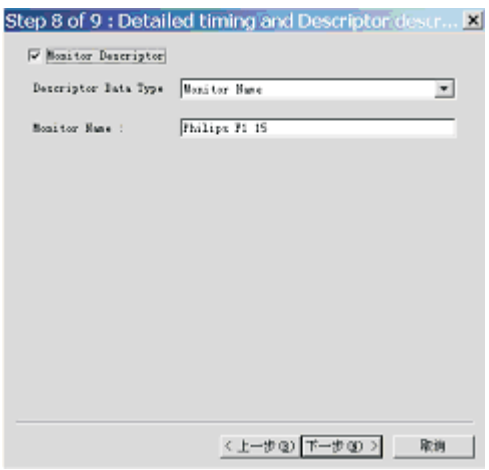 Step 8 of 9 : Detailed timing and Descriptor descr...
Monitor Descriptor
Descriptor Data Type
Monitor Name
Monitor Name :
Philips
15
< 上一步(B)
下一步(N) >
取消